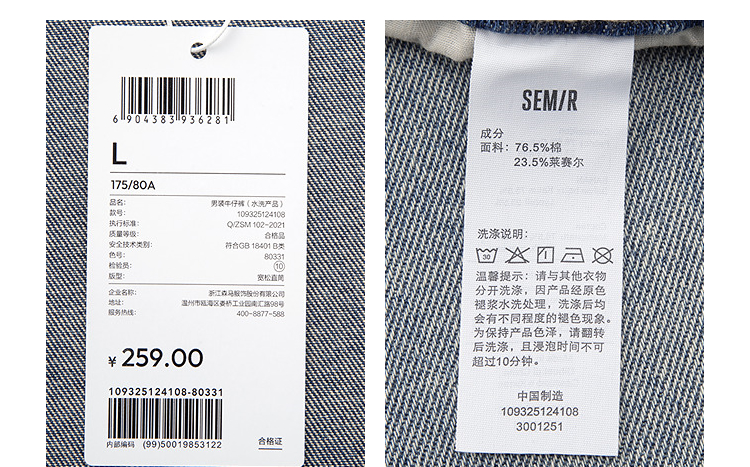 6 904383 936281
L
175/80A
品名: 男装牛仔裤（水洗产品）
款号: 109325124108
执行标准: Q/ZSM 102-2021
质量等级: 合格品
安全技术类别: 符合GB 18401 B类
色号: 80331
检验员: 10
版型: 宽松直筒
企业名称: 浙江森马服饰股份有限公司
地址: 温州市瓯海区娄桥工业园南汇路98号
服务热线: 400-8877-588
¥ 259.00
109325124108-80331
内部编码 (99)50019853122
合格证
SEM/R
成分
面料: 76.5%棉
23.5%莱赛尔
洗涤说明:
30
温馨提示: 请与其他衣物
分开洗涤, 因产品经原色
褪浆水洗处理, 洗涤后均
会有不同程度的褪色现象。
为保持产品色泽, 请翻转
后洗涤, 且浸泡时间不可
超过10分钟。
中国制造
109325124108
3001251